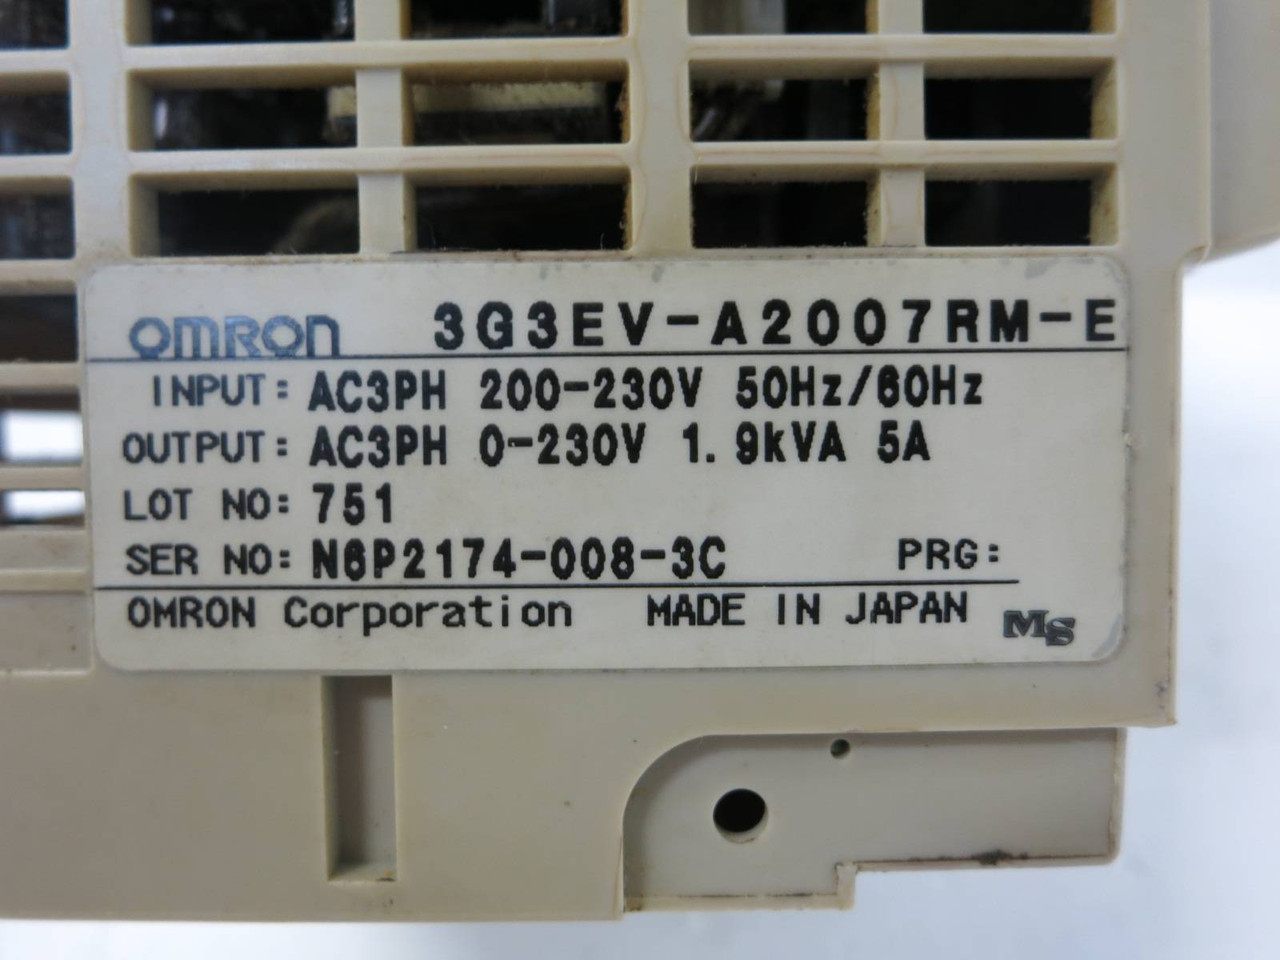 OMRON 3G3EV-A2007RM-E
INPUT: AC3PH 200-230V 50Hz/60Hz
OUTPUT: AC3PH 0-230V 1.9kVA 5A
LOT NO: 751
SER NO: N6P2174-008-3C PRG:
OMRON Corporation MADE IN JAPAN MS